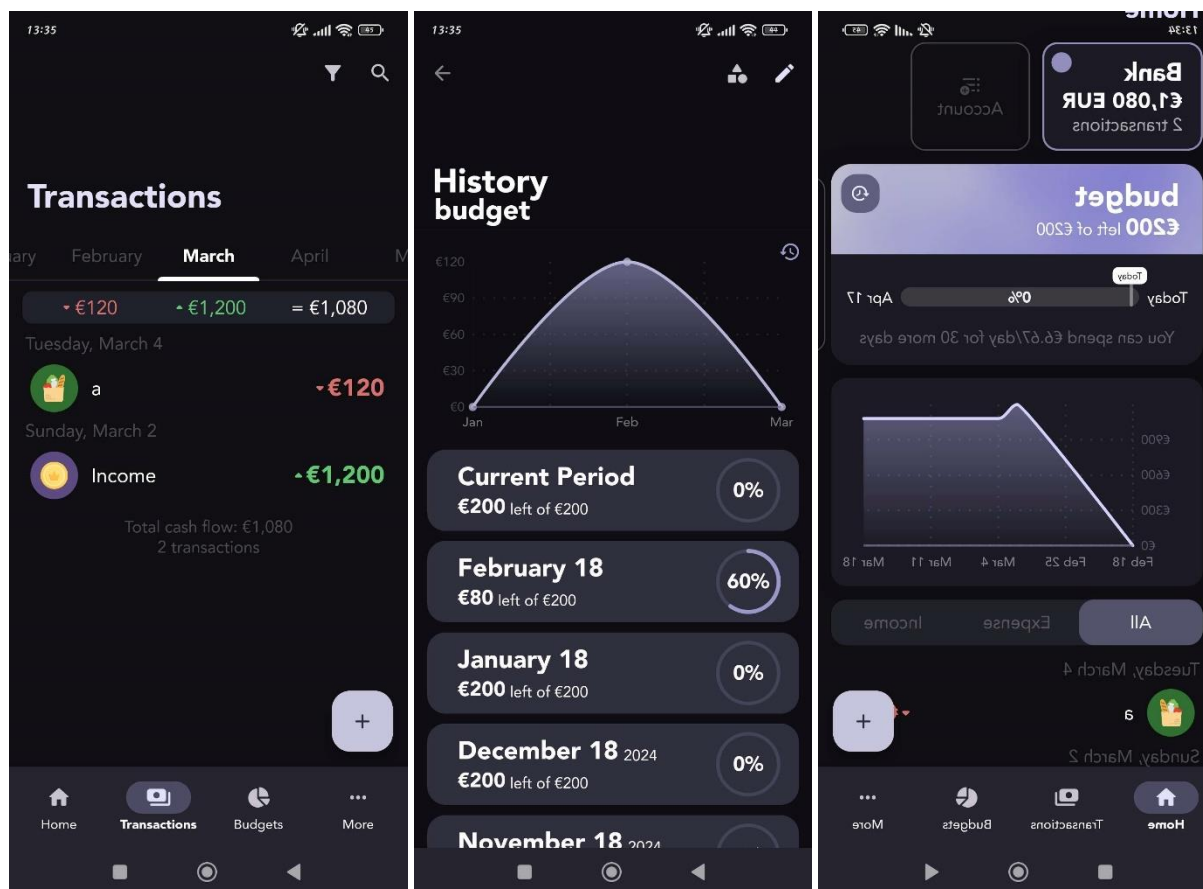 13:35
45
Transactions
ary February March April M
€120 €1,200 = €1,080
Tuesday, March 4
a €120
Sunday, March 2
Income €1,200
Total cash flow: €1,080
2 transactions
+
Home Transactions Budgets More
13:35
44
History
budget
€120
€90
€60
€30
€0
Jan Feb Mar
Current Period
€200 left of €200
0%
February 18
€80 left of €200
60%
January 18
€200 left of €200
0%
December 18 2024
€200 left of €200
0%
November 18 2024
Home
13:34
45
Bank
€1,080 EUR
2 transactions
Account
budget
€200 left of €200
Today
Today 0% Apr 17
You can spend €6.67/day for 30 more days
€900
€600
€300
€0
Feb 18 Feb 25 Mar 4 Mar 11 Mar 18
All Expense Income
Tuesday, March 4
a
Sunday, March 2
+
Home Transactions Budgets More